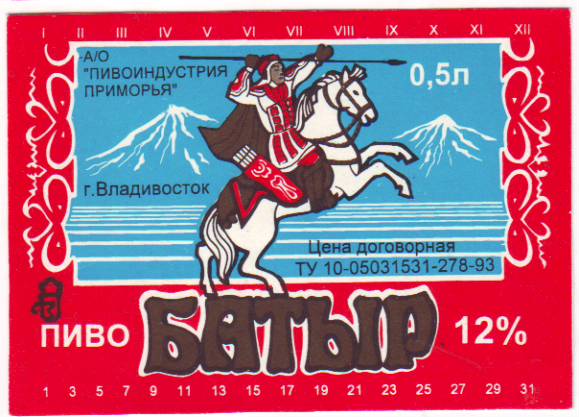 I II III IV V VI VII VIII IX X XI XII
А/О
"ПИВОИНДУСТРИЯ
ПРИМОРЬЯ"
0,5л
г.Владивосток
Цена договорная
ТУ 10-05031531-278-93
ПИВО БАТЫР 12%
1 3 5 7 9 11 13 15 17 19 21 23 25 27 29 31